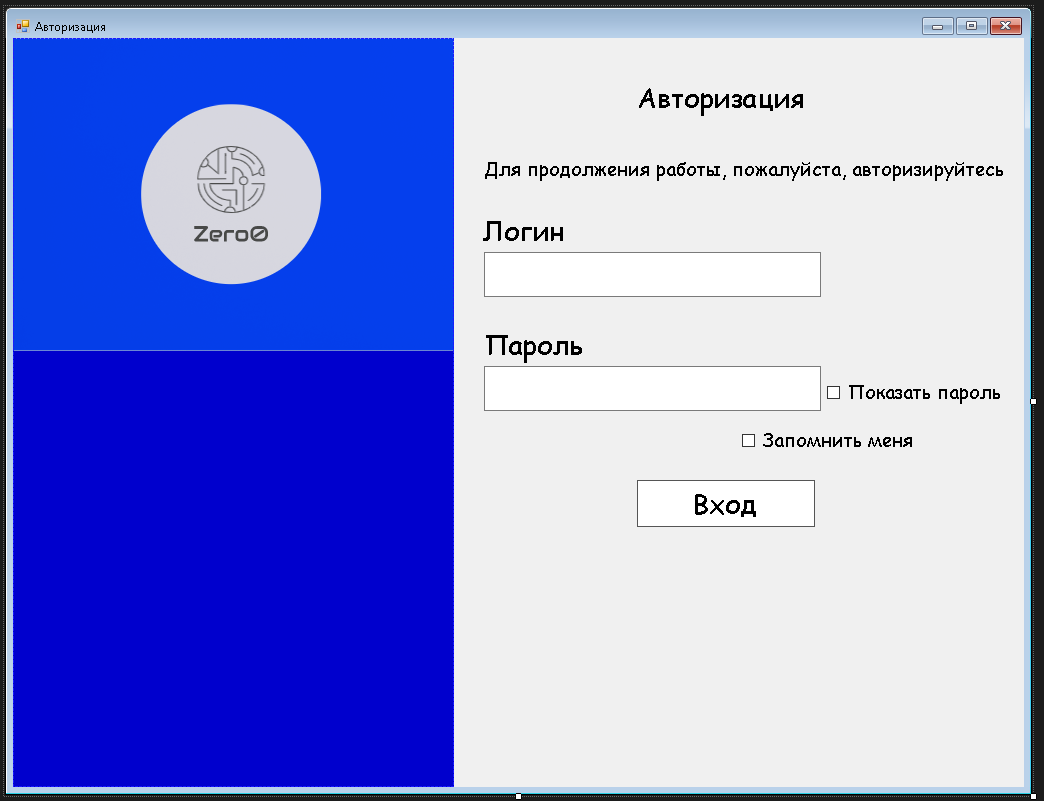 Авторизация
Zero0
Авторизация
Для продолжения работы, пожалуйста, авторизируйтесь
Логин
Пароль
Показать пароль
Запомнить меня
Вход